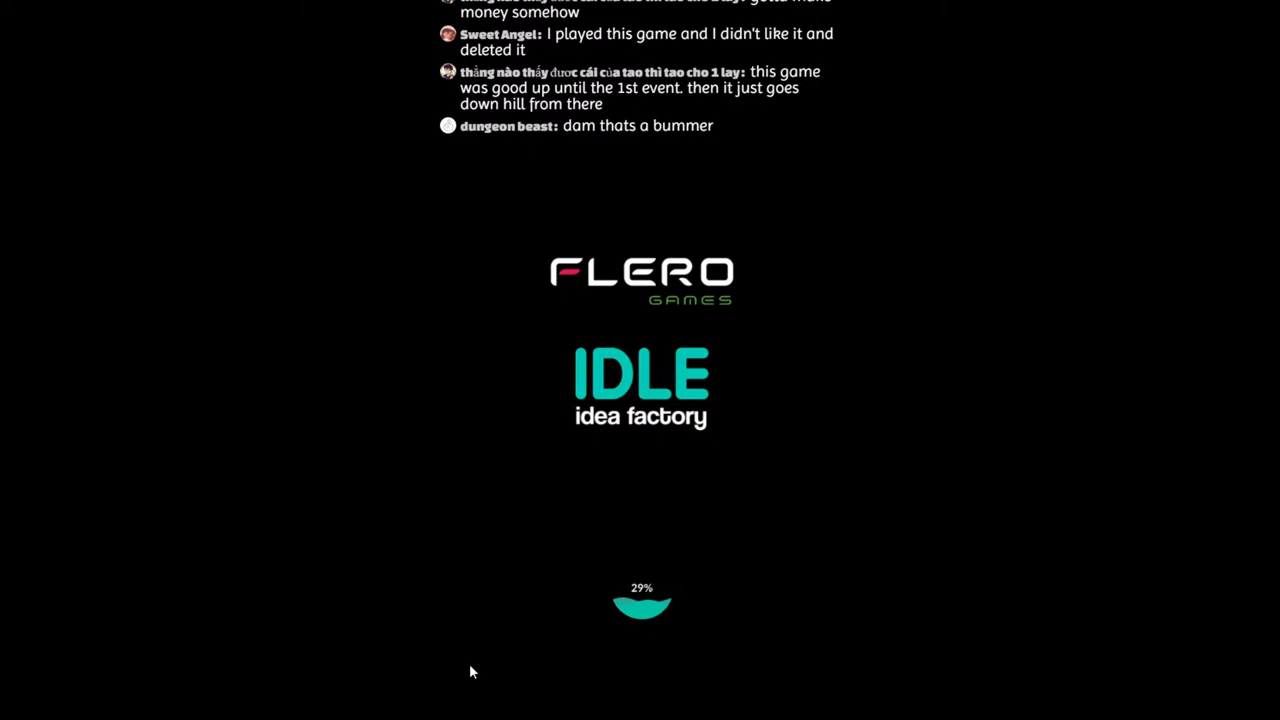 money somehow
Sweet Angel: I played this game and I didn't like it and
deleted it
thằng nào thấy được cái của tao thì tao cho 1 lay: this game
was good up until the 1st event. then it just goes
down hill from there
dungeon beast: dam thats a bummer
FLERO
GAMES
IDLE
idea factory
29%